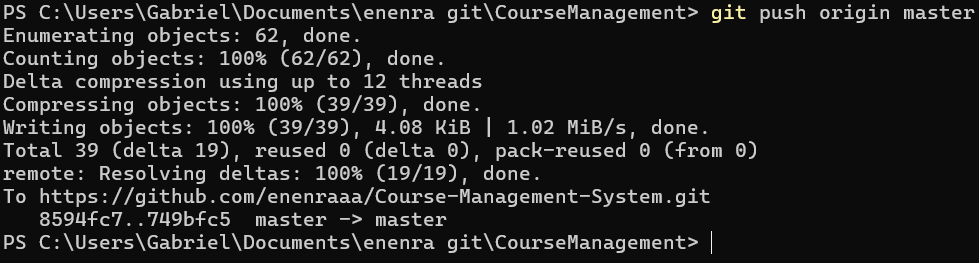 PS C:\Users\Gabriel\Documents\enenra git\CourseManagement> git push origin master
Enumerating objects: 62, done.
Counting objects: 100% (62/62), done.
Delta compression using up to 12 threads
Compressing objects: 100% (39/39), done.
Writing objects: 100% (39/39), 4.08 KiB | 1.02 MiB/s, done.
Total 39 (delta 19), reused 0 (delta 0), pack-reused 0 (from 0)
remote: Resolving deltas: 100% (19/19), done.
To https://github.com/enenraaa/Course-Management-System.git
   8594fc7..749bfc5  master -> master
PS C:\Users\Gabriel\Documents\enenra git\CourseManagement>